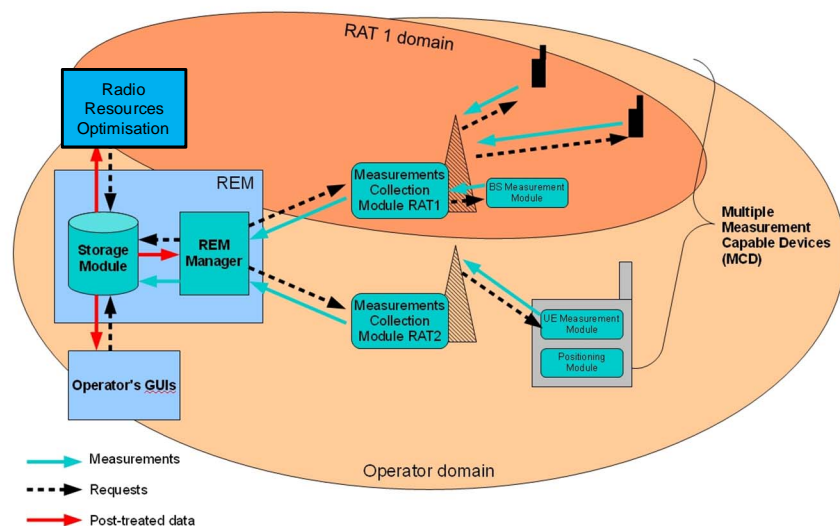 RAT 1 domain
Radio
Resources
Optimisation
REM
Measurements
Collection
Module RAT1
BS Measurement
Module
Storage
Module
REM
Manager
Multiple
Measurement
Capable Devices
(MCD)
Measurements
Collection
Module RAT2
UE Measurement
Module
Positioning
Module
Operator's GUIs
Measurements
Operator domain
Requests
Post-treated data